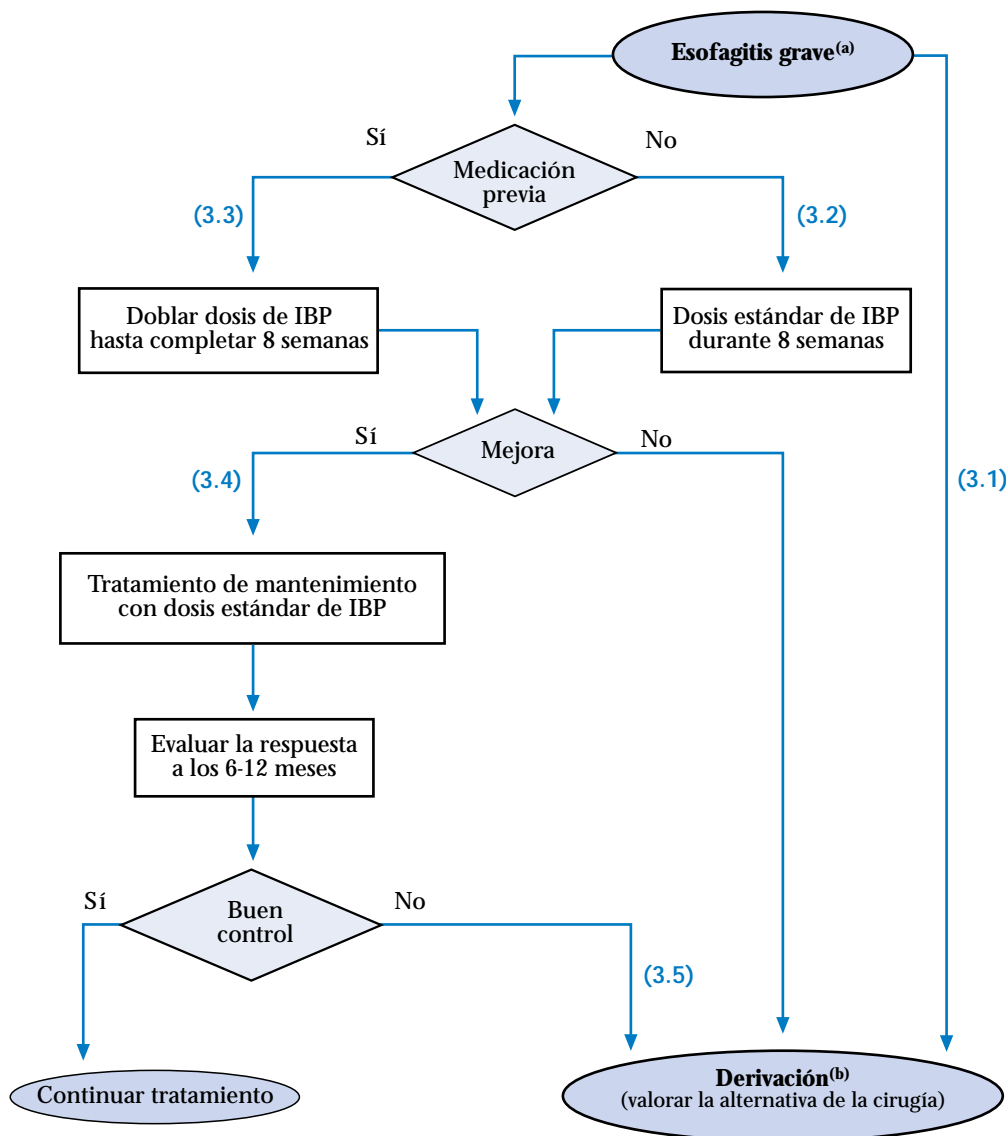 Esofagitis grave(a)
Sí
No
Medicación
previa
(3.3)
(3.2)
Doblar dosis de IBP
hasta completar 8 semanas
Dosis estándar de IBP
durante 8 semanas
Sí
Mejora
No
(3.4)
(3.1)
Tratamiento de mantenimiento
con dosis estándar de IBP
Evaluar la respuesta
a los 6-12 meses
Sí
Buen
control
No
(3.5)
Continuar tratamiento
Derivación(b)
(valorar la alternativa de la cirugía)